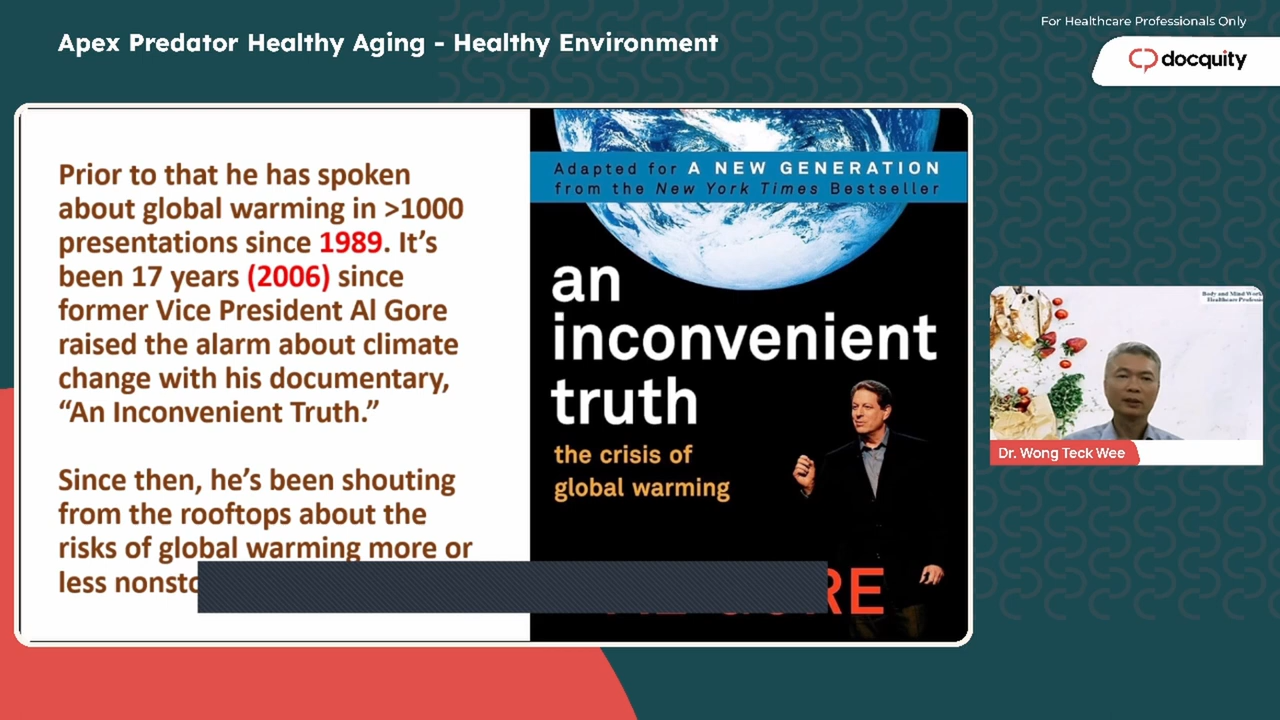 For Healthcare Professionals Only
Apex Predator Healthy Aging - Healthy Environment
docquity
Prior to that he has spoken
about global warming in >1000
presentations since 1989. It’s
been 17 years (2006) since
former Vice President Al Gore
raised the alarm about climate
change with his documentary,
“An Inconvenient Truth.”
Since then, he’s been shouting
from the rooftops about the
risks of global warming more or
less
Adapted for A NEW GENERATION
from the New York Times Bestseller
an
inconvenient
truth
the crisis of
global warming
Body and Mind
Healthcare
Dr. Wong Teck Wee